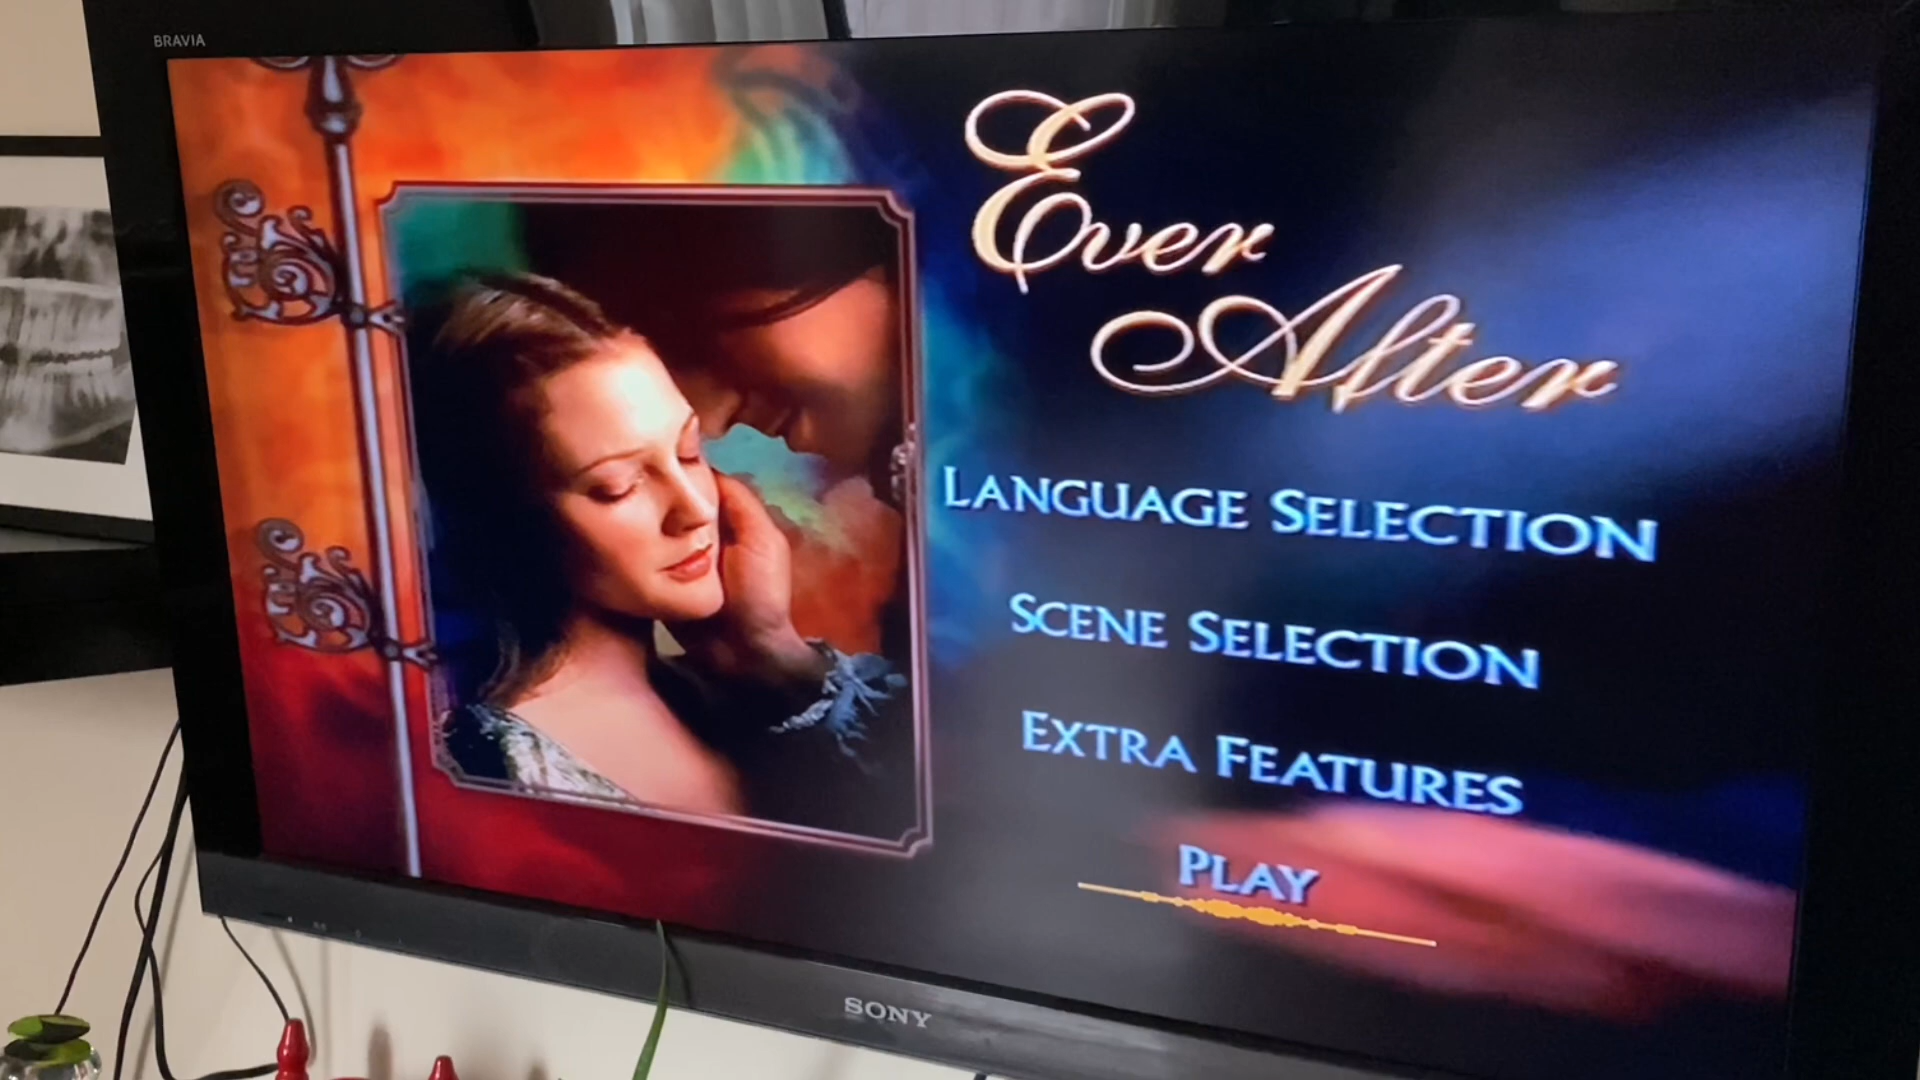 BRAVIA
Ever
After
LANGUAGE SELECTION
SCENE SELECTION
EXTRA FEATURES
PLAY
SONY